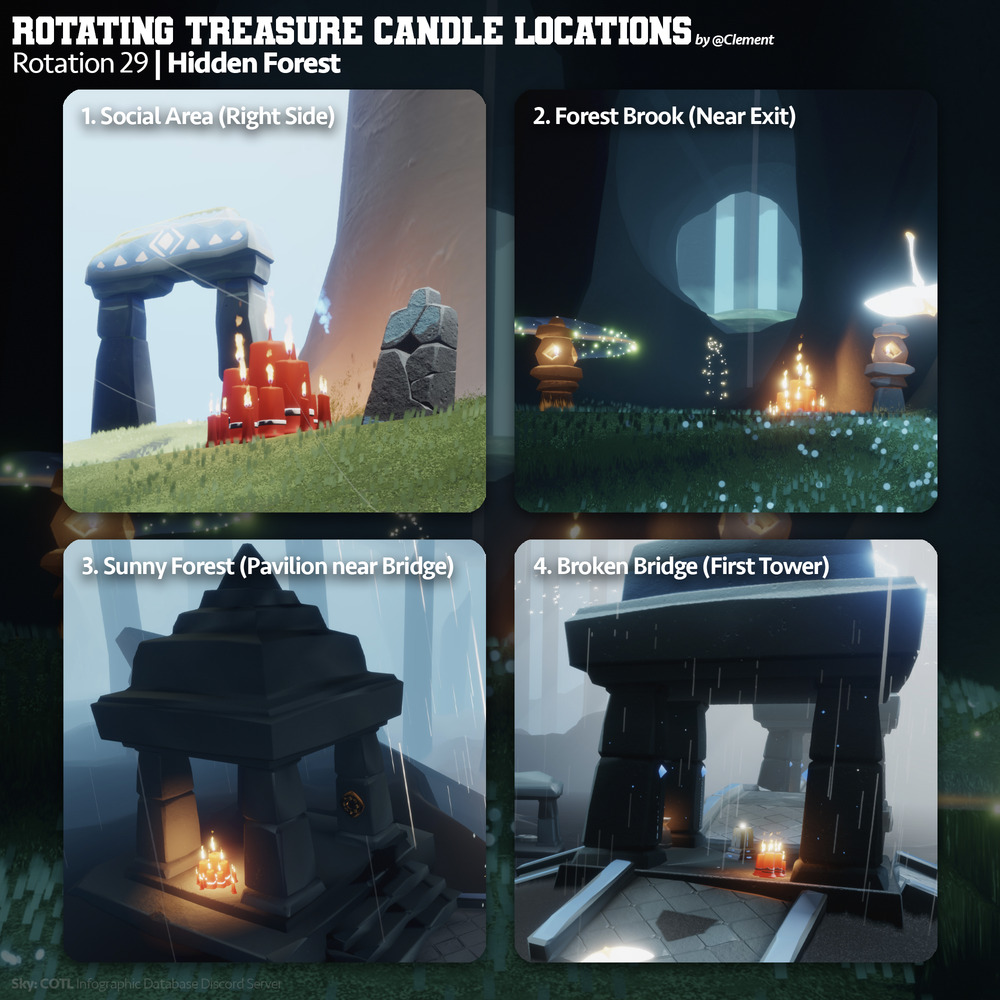 ROTATING TREASURE CANDLE LOCATIONS by @Clement
Rotation 29 | Hidden Forest
1. Social Area (Right Side)
2. Forest Brook (Near Exit)
3. Sunny Forest (Pavilion near Bridge)
4. Broken Bridge (First Tower)
Sky: COTL Infographic Database Discord Server